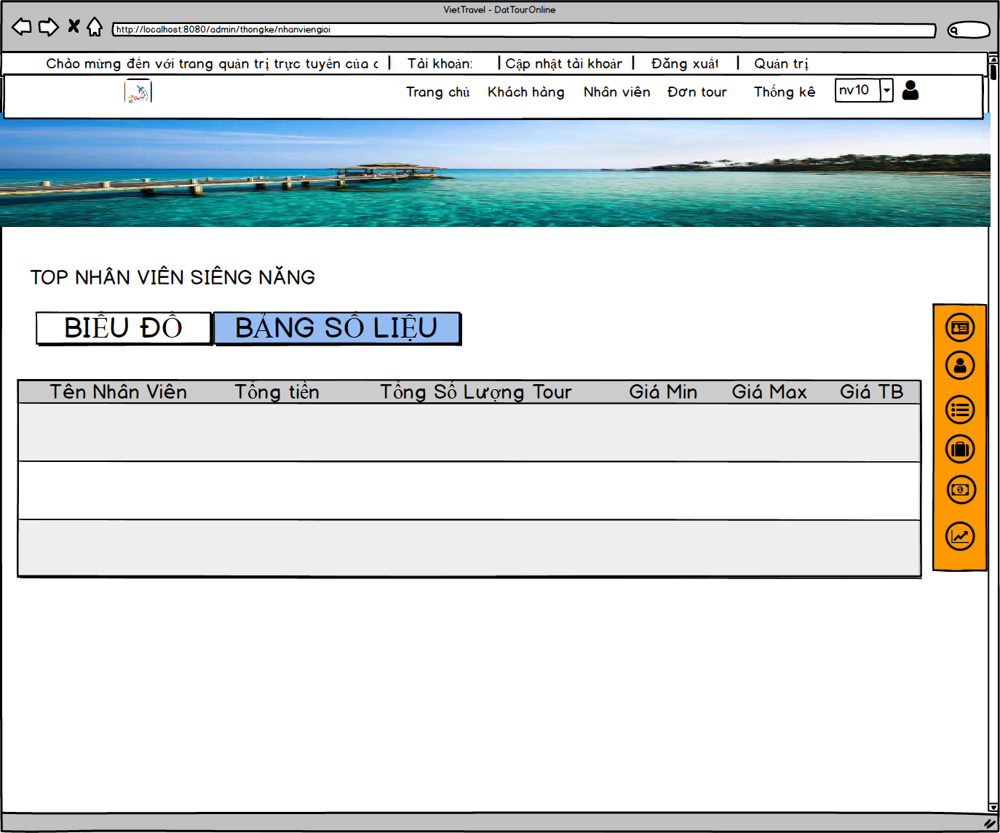 VietTravel - DatTourOnline
http://localhost:8080/admin/thongke/nhanviengioi
Chào mừng đến với trang quản trị trực tuyến của c | Tài khoản: | Cập nhật tài khoản | Đăng xuất | Quản trị
Trang chủ Khách hàng Nhân viên Đơn tour Thống kê nv10
TOP NHÂN VIÊN SIÊNG NĂNG
BIỂU ĐỒ BẢNG SỐ LIỆU
Tên Nhân Viên Tổng tiền Tổng Số Lượng Tour Giá Min Giá Max Giá TB